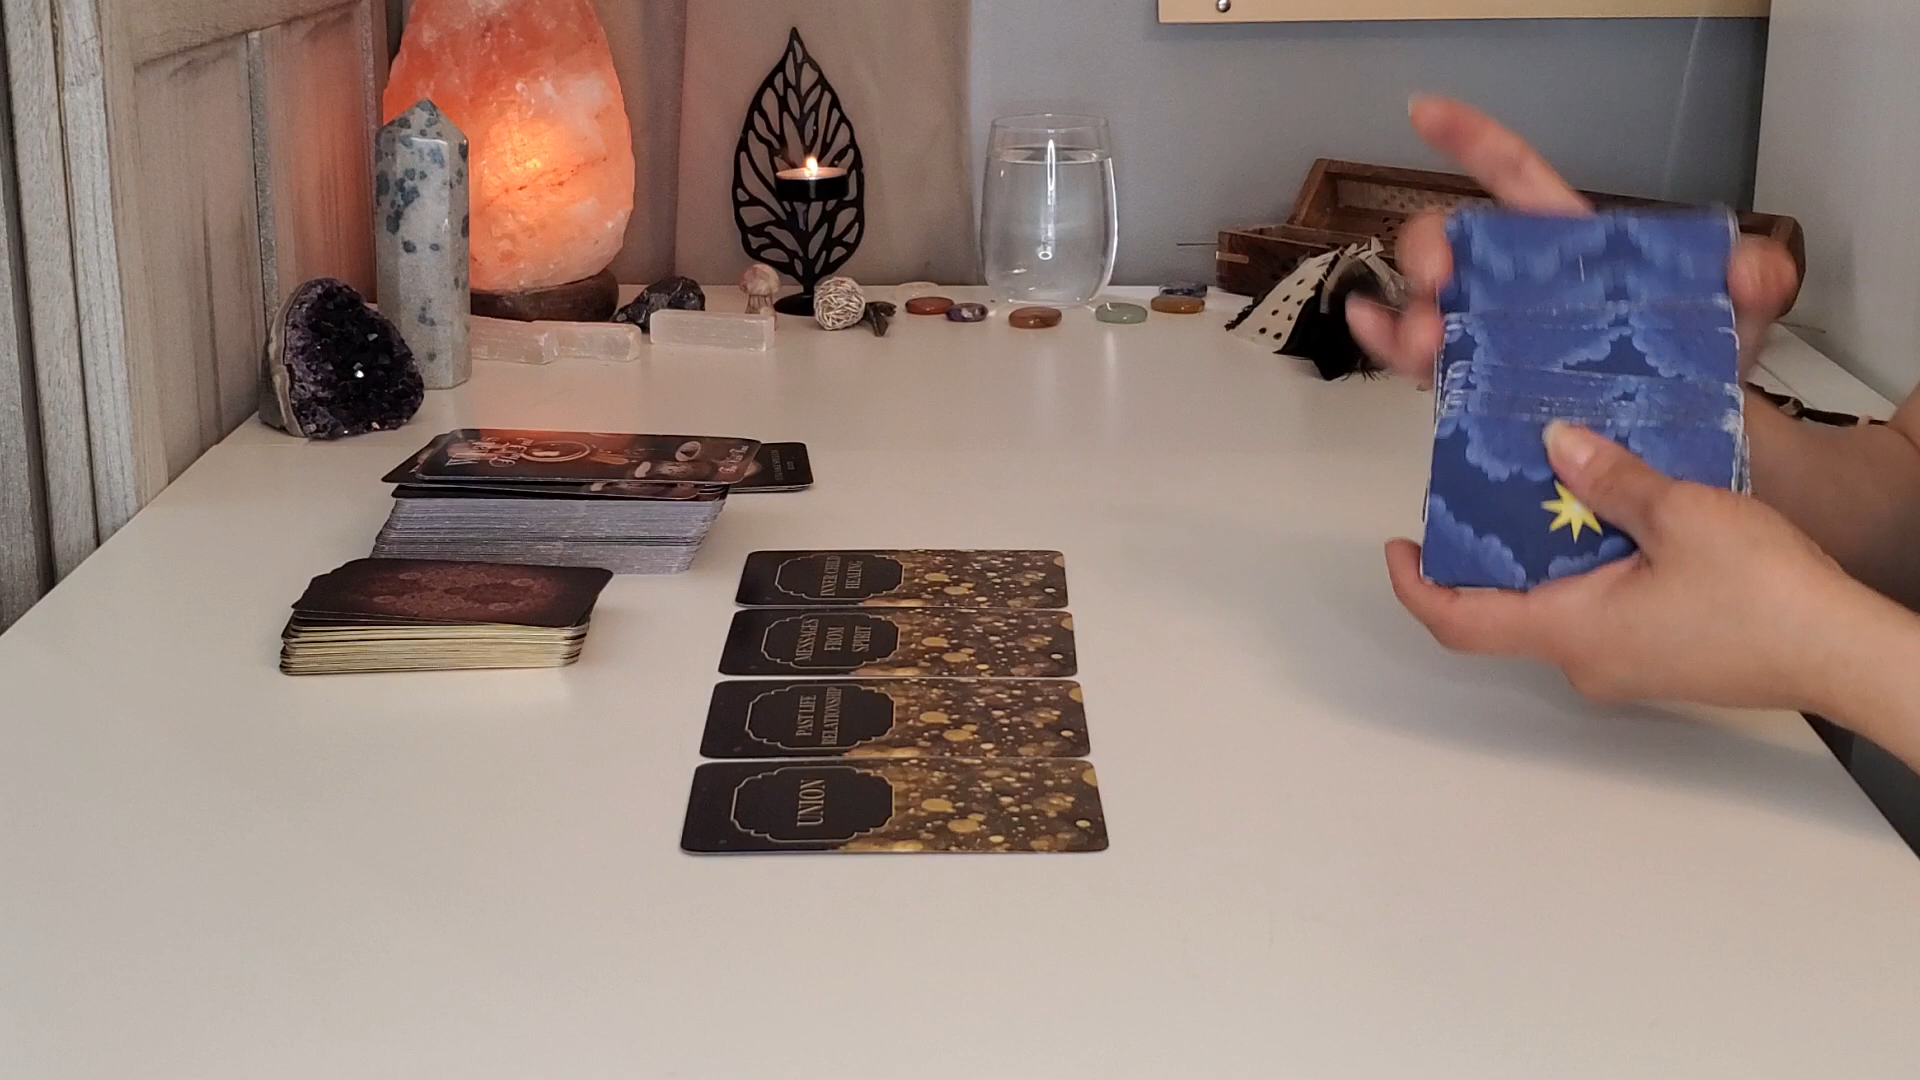 INNER CHILD
HEALING
MESSAGES
FROM
SPIRIT
PAST LIFE
RELATIONSHIP
UNION